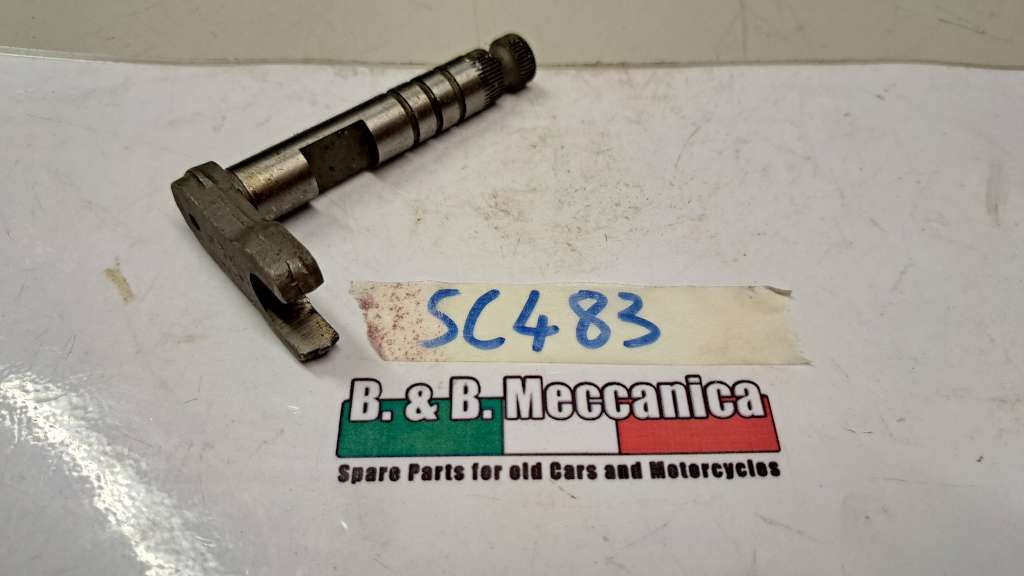 SC483
B. & B. Meccanica
Spare Parts for old Cars and Motorcycles